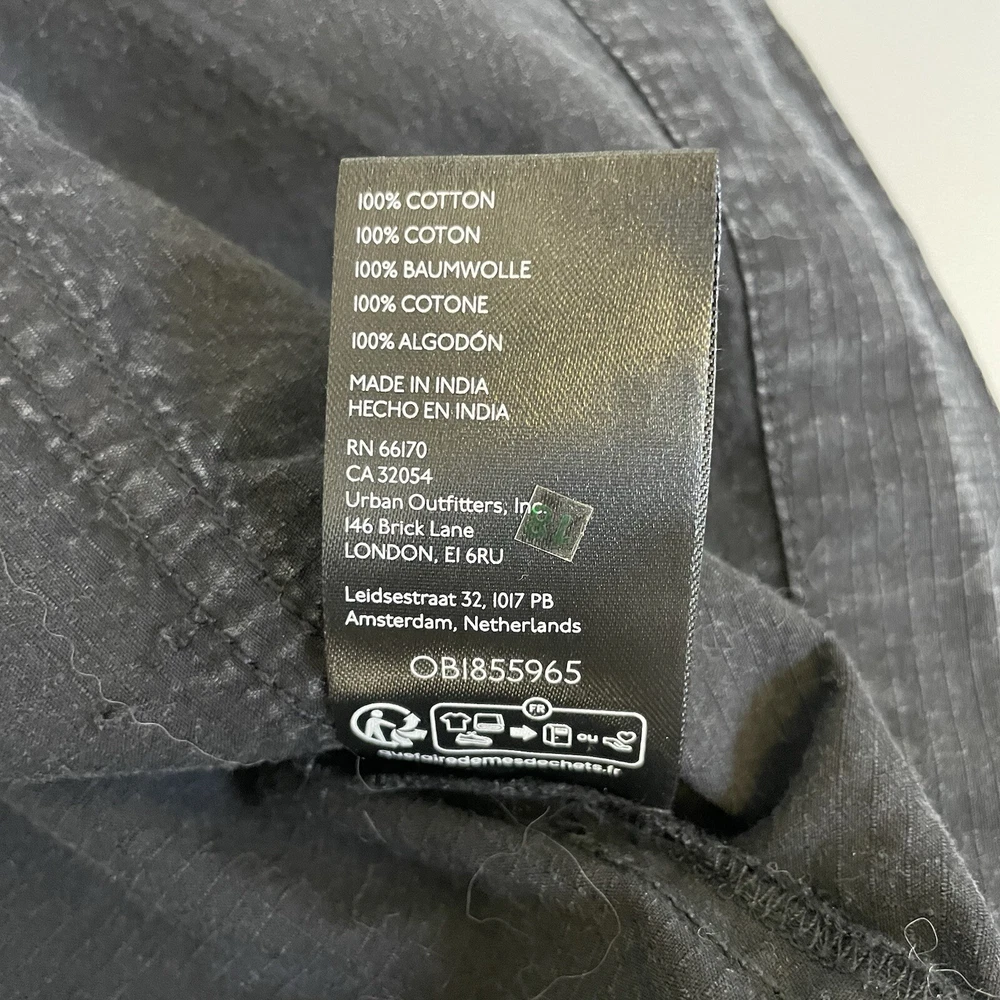 100% COTTON
100% COTON
100% BAUMWOLLE
100% COTONE
100% ALGODÓN
MADE IN INDIA
HECHO EN INDIA
RN 66170
CA 32054
Urban Outfitters, Inc.
146 Brick Lane
LONDON, E1 6RU
Leidsestraat 32, 1017 PB
Amsterdam, Netherlands
OB1855965
FR
ou
quefairedemesdechets.fr